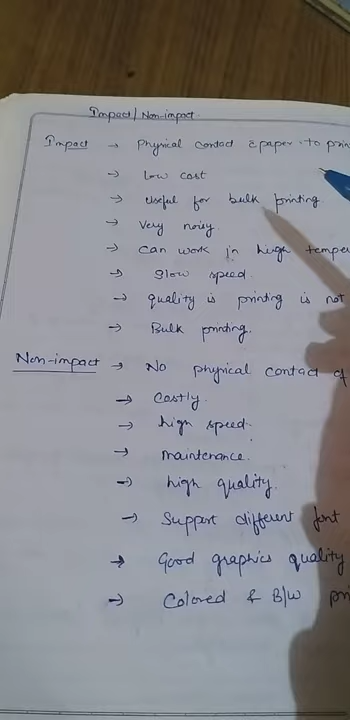 Impact/Non-impact.
Impact → Physical contact c̄ paper to prin
→ Low cost
→ Useful for bulk printing.
→ Very noisy.
→ Can work in high tempe
→ Slow speed.
→ quality is printing is not
→ Bulk printing.
Non-impact → No physical contact of
→ Costly.
→ high speed.
→ maintenance.
→ high quality.
→ Support different font
→ Good graphics quality
→ Colored & B/W pri